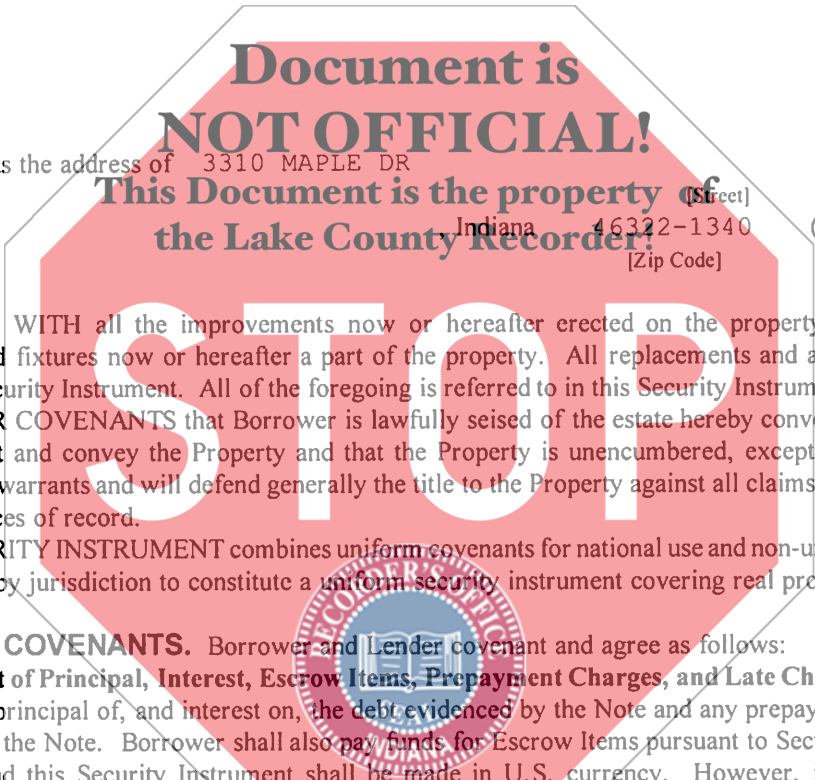 Document is
NOT OFFICIAL!
s the address of 3310 MAPLE DR
This Document is the property of
[Street]
the Lake County Recorder!
, Indiana 46322-1340 (
[Zip Code]
WITH all the improvements now or hereafter erected on the property
fixtures now or hereafter a part of the property. All replacements and a
curity Instrument. All of the foregoing is referred to in this Security Instrum
R COVENANTS that Borrower is lawfully seised of the estate hereby conve
t and convey the Property and that the Property is unencumbered, except
warrants and will defend generally the title to the Property against all claims
ces of record.
RITY INSTRUMENT combines uniform covenants for national use and non-u
by jurisdiction to constitute a uniform security instrument covering real pro
STOP
COVENANTS. Borrower and Lender covenant and agree as follows:
t of Principal, Interest, Escrow Items, Prepayment Charges, and Late Ch
principal of, and interest on, the debt evidenced by the Note and any prepay
the Note. Borrower shall also pay funds for Escrow Items pursuant to Sec
d this Security Instrument shall be made in U.S. currency. However,
RECORDER'S OFFIC
SEAL
INDIANA